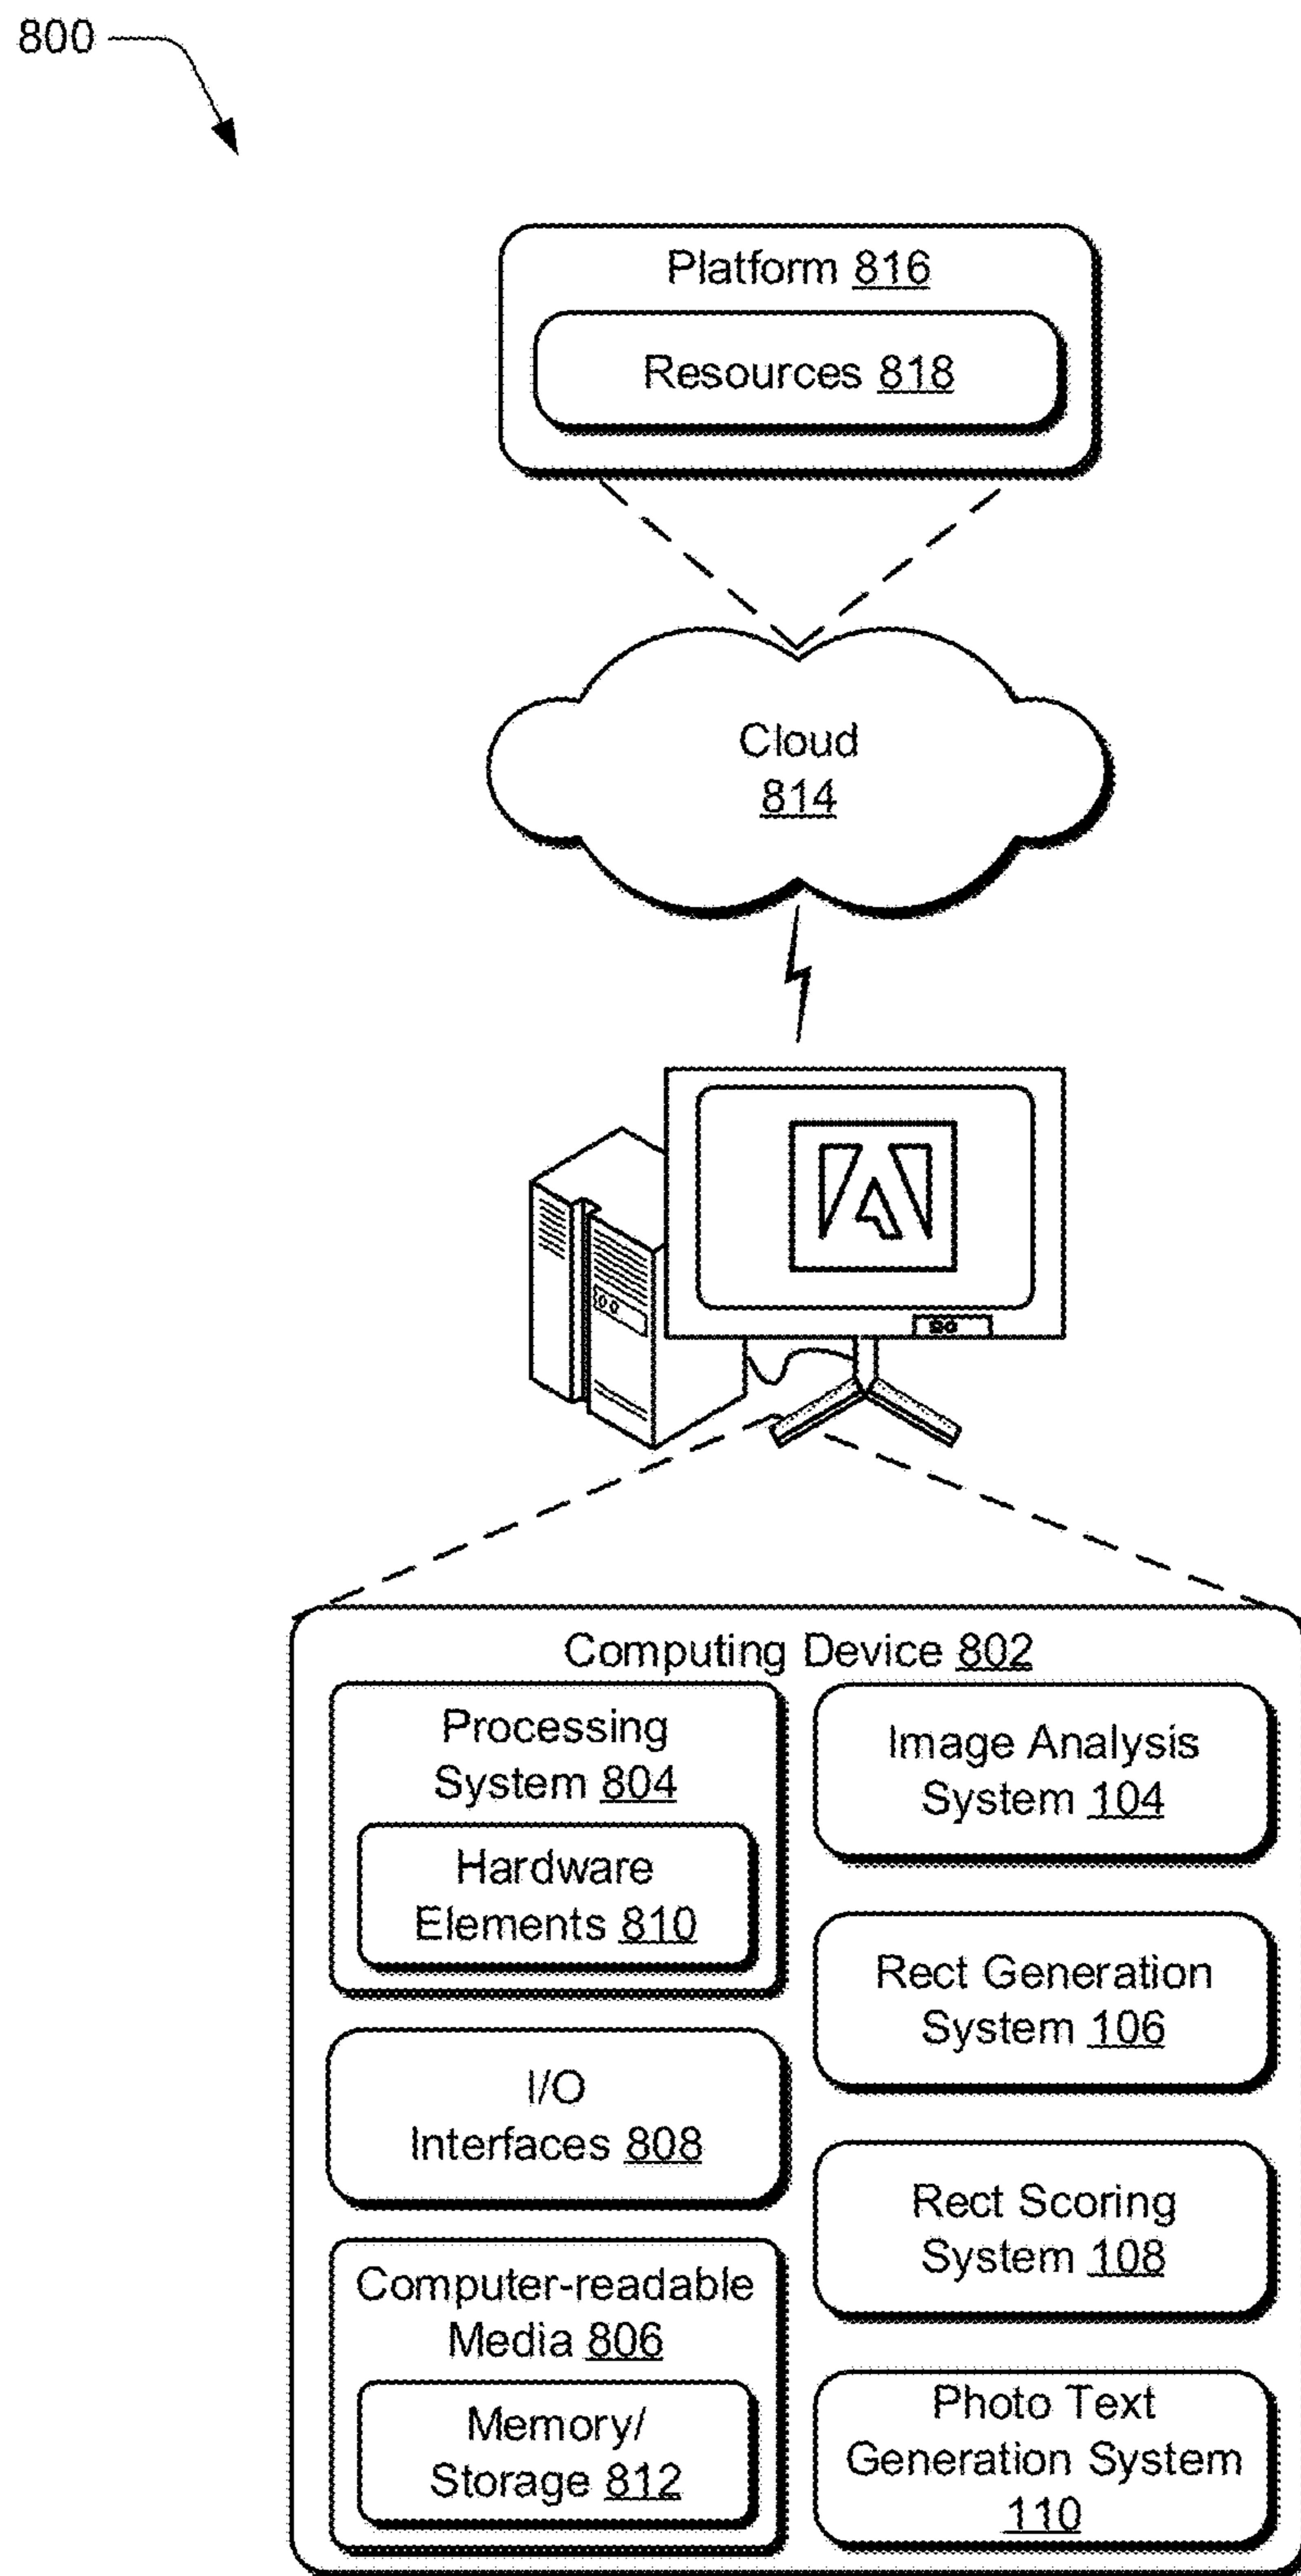 800
Platform 816
Resources 818
Cloud
814
Computing Device 802
Processing
System 804
Hardware
Elements 810
I/O
Interfaces 808
Computer-readable
Media 806
Memory/
Storage 812
Image Analysis
System 104
Rect Generation
System 106
Rect Scoring
System 108
Photo Text
Generation System
110